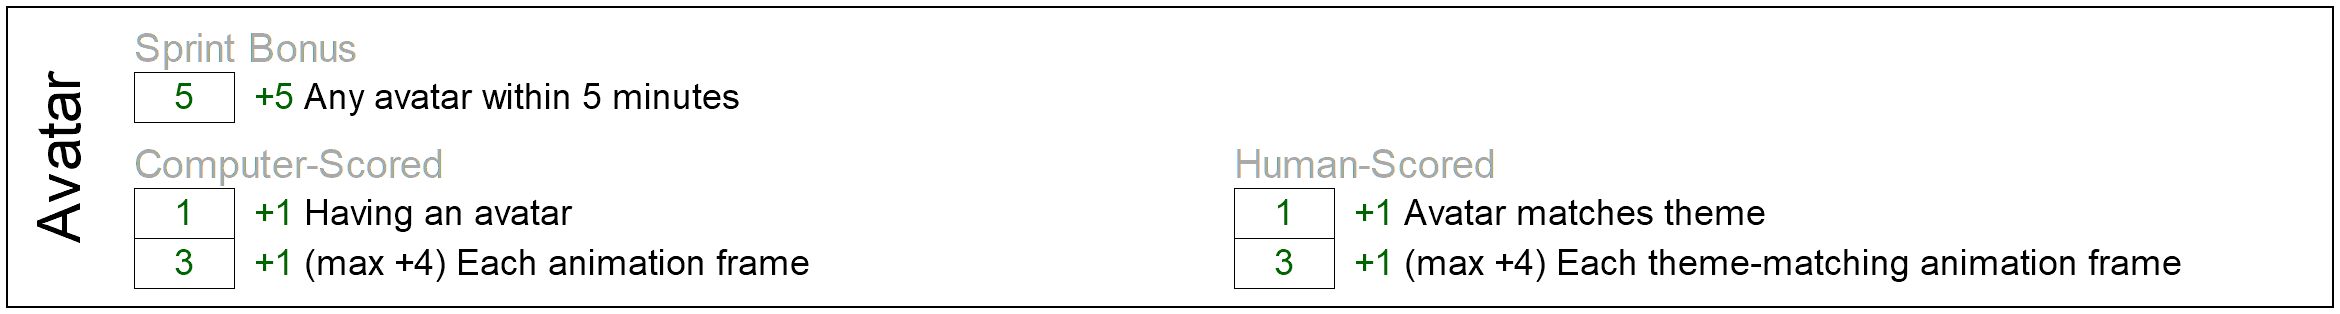 Avatar
Sprint Bonus
5 +5 Any avatar within 5 minutes
Computer-Scored
1 +1 Having an avatar
3 +1 (max +4) Each animation frame
Human-Scored
1 +1 Avatar matches theme
3 +1 (max +4) Each theme-matching animation frame